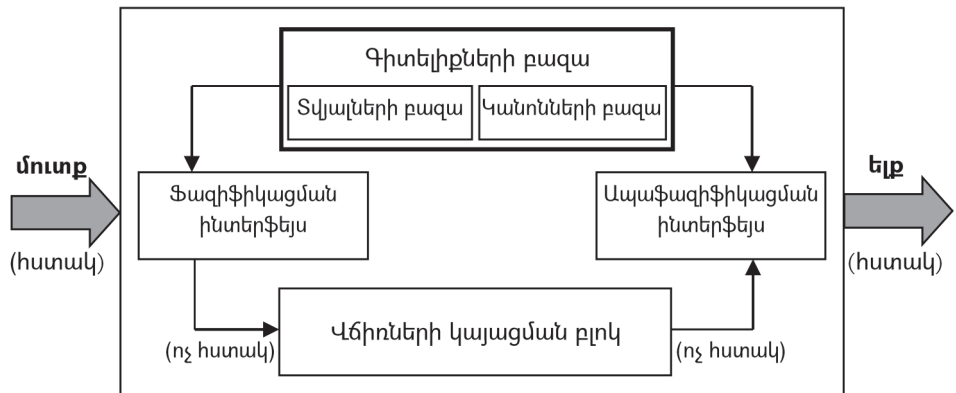 Գիտելիքների բազա
Տվյալների բազա
Կանոնների բազա
մուտք
(հստակ)
Ֆազիֆիկացման
ինտերֆեյս
Ապաֆազիֆիկացման
ինտերֆեյս
ելք
(հստակ)
Վճիռների կայացման բլոկ
(ոչ հստակ)
(ոչ հստակ)